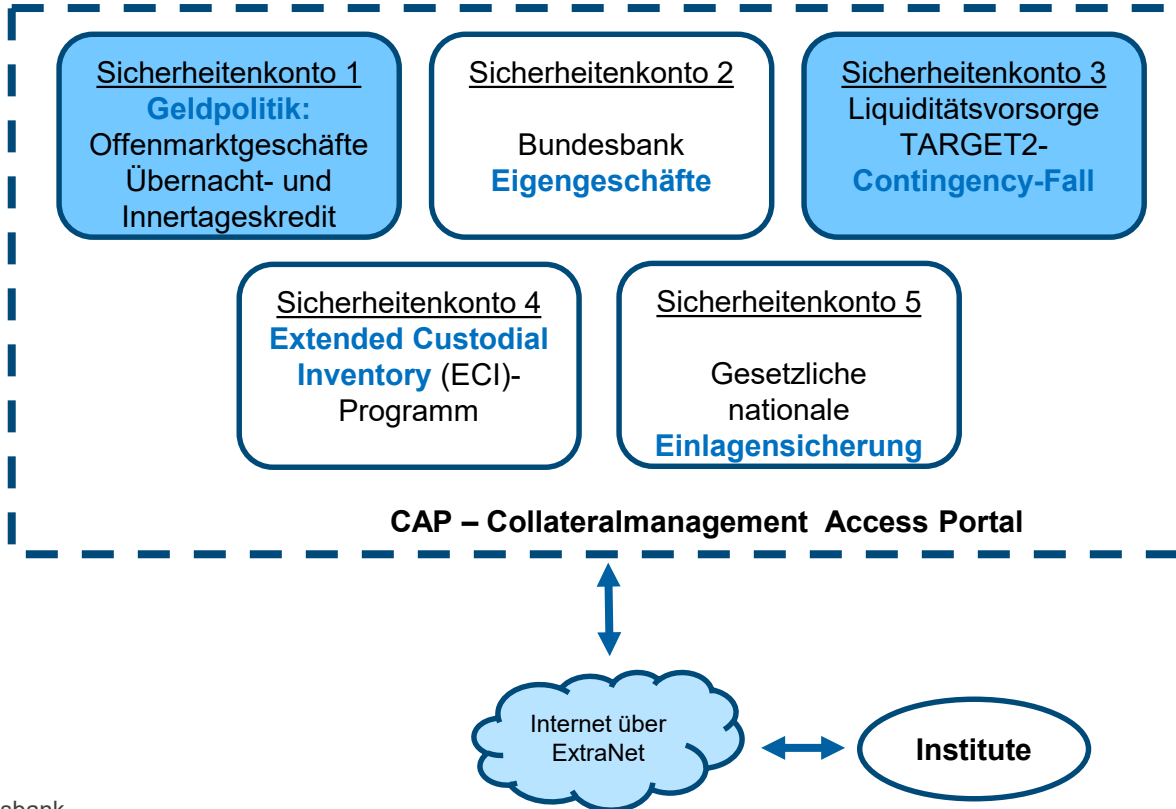 Sicherheitenkonto 1
Geldpolitik:
Offenmarktgeschäfte
Übernacht- und
Innertageskredit
Sicherheitenkonto 2
Bundesbank
Eigengeschäfte
Sicherheitenkonto 3
Liquiditätsvorsorge
TARGET2-
Contingency-Fall
Sicherheitenkonto 4
Extended Custodial
Inventory (ECI)-
Programm
Sicherheitenkonto 5
Gesetzliche
nationale
Einlagensicherung
CAP – Collateralmanagement Access Portal
Internet über
ExtraNet
Institute